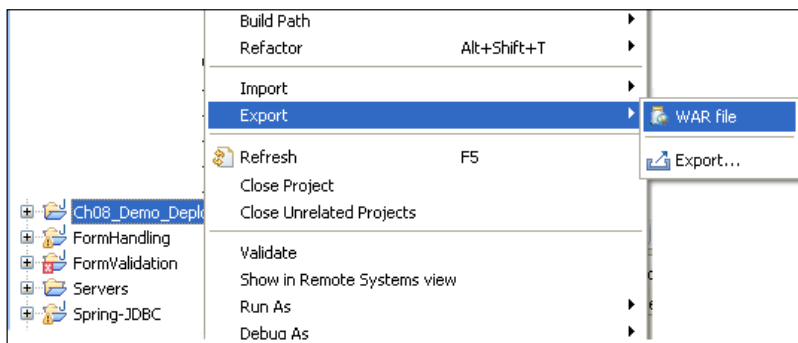 Build Path
Refactor Alt+Shift+T
Import
Export
WAR file
Refresh F5
Export...
Close Project
Ch08_Demo_Deplo
Close Unrelated Projects
FormHandling
FormValidation
Validate
Servers
Show in Remote Systems view
Spring-JDBC
Run As
Debug As